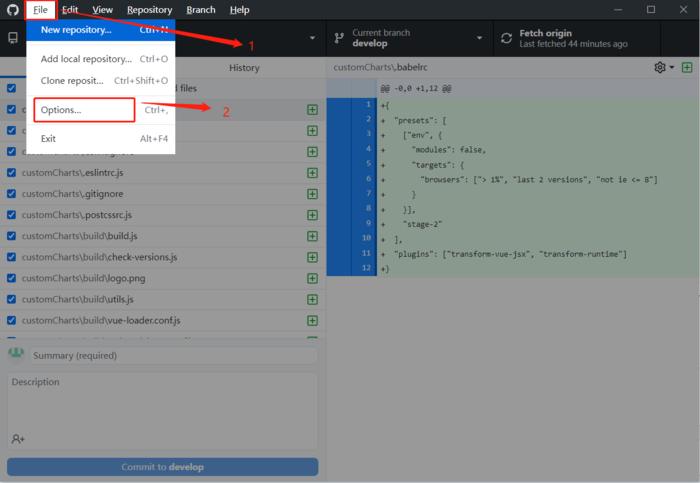 File Edit View Repository Branch Help
New repository... Ctrl+N
1
Current branch
develop
Fetch origin
Last fetched 44 minutes ago
Add local repository... Ctrl+O
History
customCharts\.babelrc
Clone reposit... Ctrl+Shift+O
d files
@@ -0,0 +1,12 @@
Options... Ctrl+,
2
Exit Alt+F4
customCharts\.eslintrc.js
customCharts\.gitignore
customCharts\.postcssrc.js
customCharts\build\build.js
customCharts\build\check-versions.js
customCharts\build\logo.png
customCharts\build\utils.js
customCharts\build\vue-loader.conf.js
1 +{
2 + "presets": [
3 + ["env", {
4 + "modules": false,
5 + "targets": {
6 + "browsers": ["> 1%", "last 2 versions", "not ie <= 8"]
7 + }
8 + }],
9 + "stage-2"
10 + ],
11 + "plugins": ["transform-vue-jsx", "transform-runtime"]
12 +}
Summary (required)
Description
Commit to develop